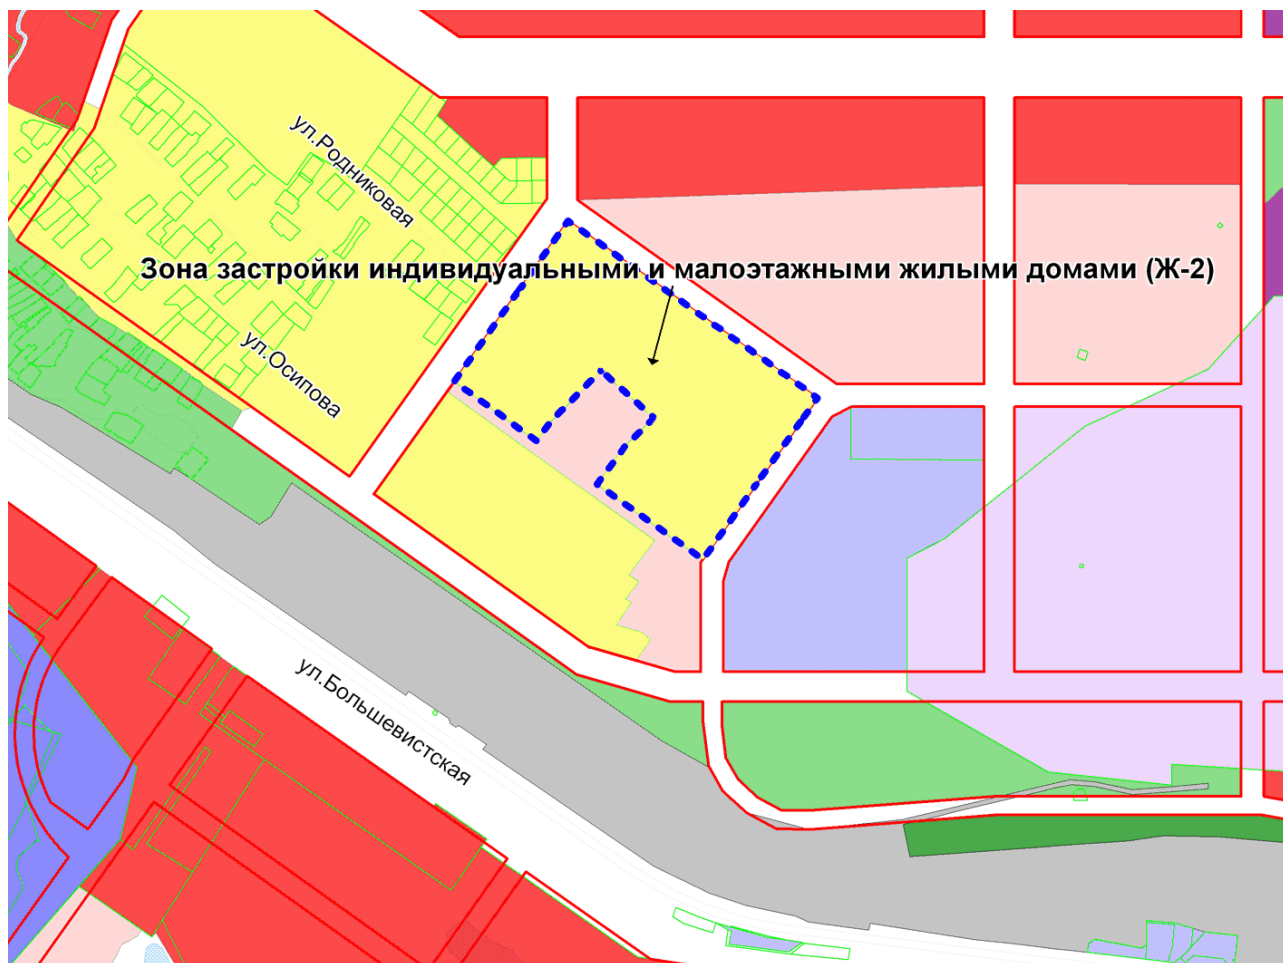 ул.Родниковая
Зона застройки индивидуальными и малоэтажными жилыми домами (Ж-2)
ул.Осипова
ул.Большевистская